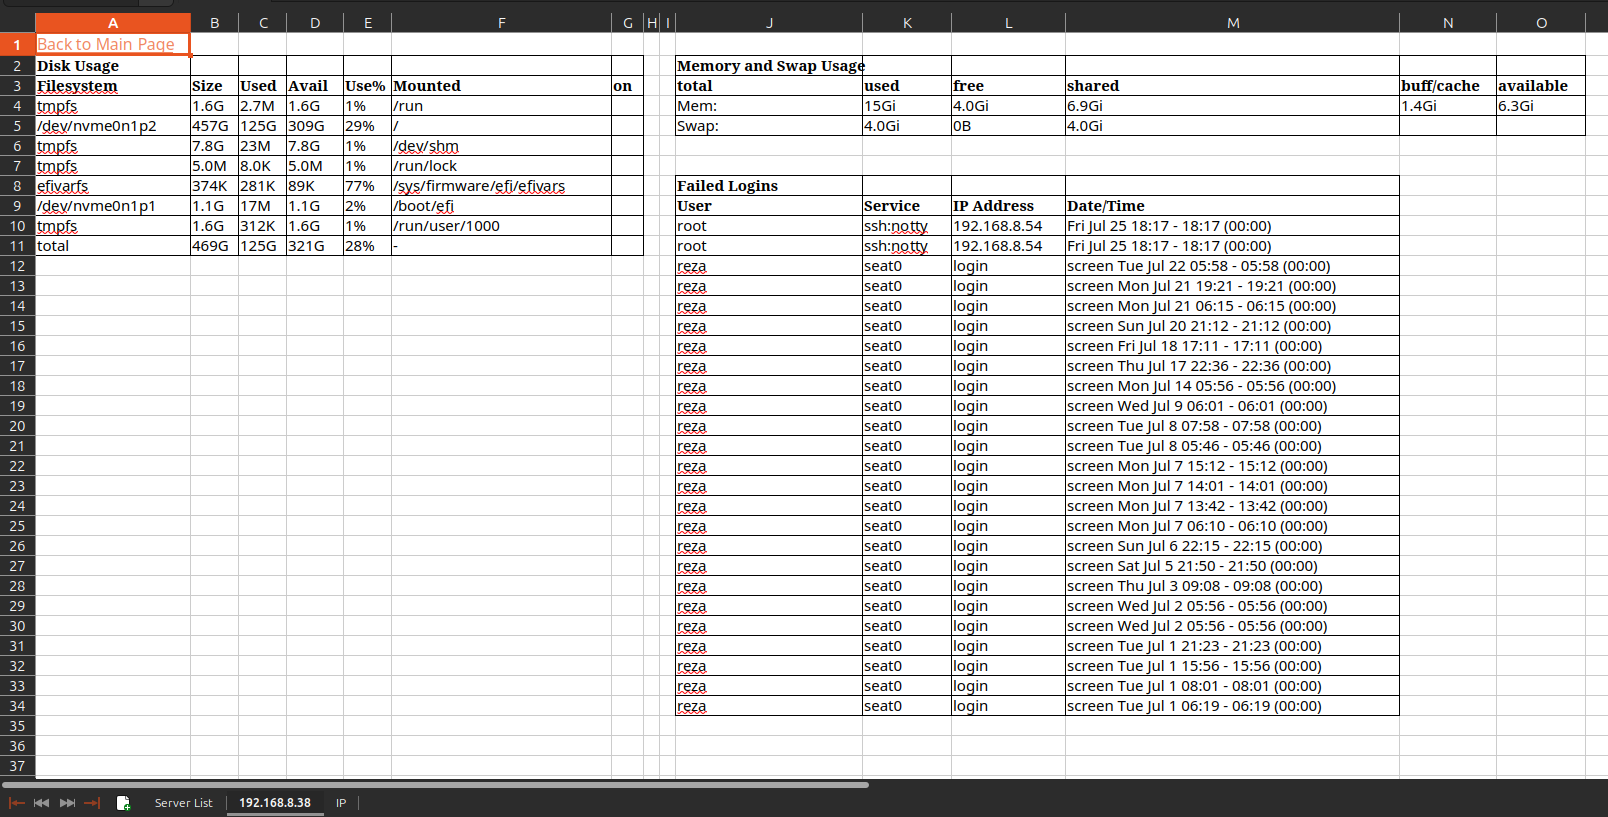 A B C D E F G H I J K L M N O
1 Back to Main Page
2 Disk Usage Memory and Swap Usage
3 Filesystem Size Used Avail Use% Mounted on total used free shared buff/cache available
4 tmpfs 1.6G 2.7M 1.6G 1% /run Mem: 15Gi 4.0Gi 6.9Gi 1.4Gi 6.3Gi
5 /dev/nvme0n1p2 457G 125G 309G 29% / Swap: 4.0Gi 0B 4.0Gi
6 tmpfs 7.8G 23M 7.8G 1% /dev/shm
7 tmpfs 5.0M 8.0K 5.0M 1% /run/lock
8 efivarfs 374K 281K 89K 77% /sys/firmware/efi/efivars Failed Logins
9 /dev/nvme0n1p1 1.1G 17M 1.1G 2% /boot/efi User Service IP Address Date/Time
10 tmpfs 1.6G 312K 1.6G 1% /run/user/1000 root ssh:notty 192.168.8.54 Fri Jul 25 18:17 - 18:17 (00:00)
11 total 469G 125G 321G 28% - root ssh:notty 192.168.8.54 Fri Jul 25 18:17 - 18:17 (00:00)
12 reza seat0 login screen Tue Jul 22 05:58 - 05:58 (00:00)
13 reza seat0 login screen Mon Jul 21 19:21 - 19:21 (00:00)
14 reza seat0 login screen Mon Jul 21 06:15 - 06:15 (00:00)
15 reza seat0 login screen Sun Jul 20 21:12 - 21:12 (00:00)
16 reza seat0 login screen Fri Jul 18 17:11 - 17:11 (00:00)
17 reza seat0 login screen Thu Jul 17 22:36 - 22:36 (00:00)
18 reza seat0 login screen Mon Jul 14 05:56 - 05:56 (00:00)
19 reza seat0 login screen Wed Jul 9 06:01 - 06:01 (00:00)
20 reza seat0 login screen Tue Jul 8 07:58 - 07:58 (00:00)
21 reza seat0 login screen Tue Jul 8 05:46 - 05:46 (00:00)
22 reza seat0 login screen Mon Jul 7 15:12 - 15:12 (00:00)
23 reza seat0 login screen Mon Jul 7 14:01 - 14:01 (00:00)
24 reza seat0 login screen Mon Jul 7 13:42 - 13:42 (00:00)
25 reza seat0 login screen Mon Jul 7 06:10 - 06:10 (00:00)
26 reza seat0 login screen Sun Jul 6 22:15 - 22:15 (00:00)
27 reza seat0 login screen Sat Jul 5 21:50 - 21:50 (00:00)
28 reza seat0 login screen Thu Jul 3 09:08 - 09:08 (00:00)
29 reza seat0 login screen Wed Jul 2 05:56 - 05:56 (00:00)
30 reza seat0 login screen Wed Jul 2 05:56 - 05:56 (00:00)
31 reza seat0 login screen Tue Jul 1 21:23 - 21:23 (00:00)
32 reza seat0 login screen Tue Jul 1 15:56 - 15:56 (00:00)
33 reza seat0 login screen Tue Jul 1 08:01 - 08:01 (00:00)
34 reza seat0 login screen Tue Jul 1 06:19 - 06:19 (00:00)
35
36
37
Server List 192.168.8.38 IP